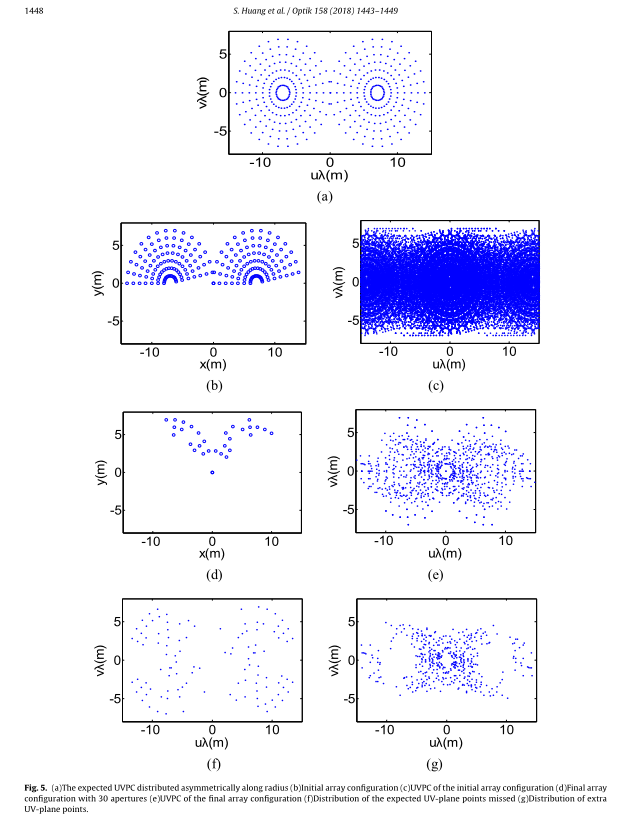 1448
S. Huang et al. / Optik 158 (2018) 1443–1449
vλ(m)
5
0
-5
-10 0 10
uλ(m)
(a)
y(m)
5
0
-5
-10 0 10
x(m)
(b)
vλ(m)
5
0
-5
-10 0 10
uλ(m)
(c)
y(m)
5
0
-5
-10 0 10
x(m)
(d)
vλ(m)
5
0
-5
-10 0 10
uλ(m)
(e)
vλ(m)
5
0
-5
-10 0 10
uλ(m)
(f)
vλ(m)
5
0
-5
-10 0 10
uλ(m)
(g)
Fig. 5. (a)The expected UVPC distributed asymmetrically along radius (b)Initial array configuration (c)UVPC of the initial array configuration (d)Final array
configuration with 30 apertures (e)UVPC of the final array configuration (f)Distribution of the expected UV-plane points missed (g)Distribution of extra
UV-plane points.